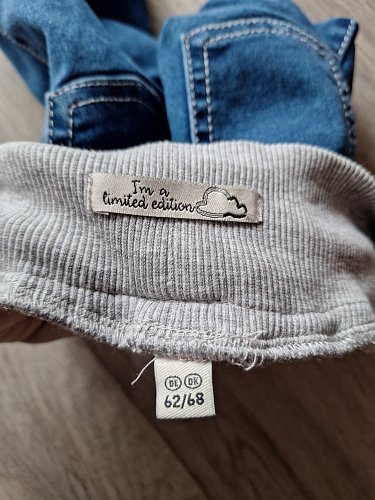 I'm a
limited edition
DE DK
62/68